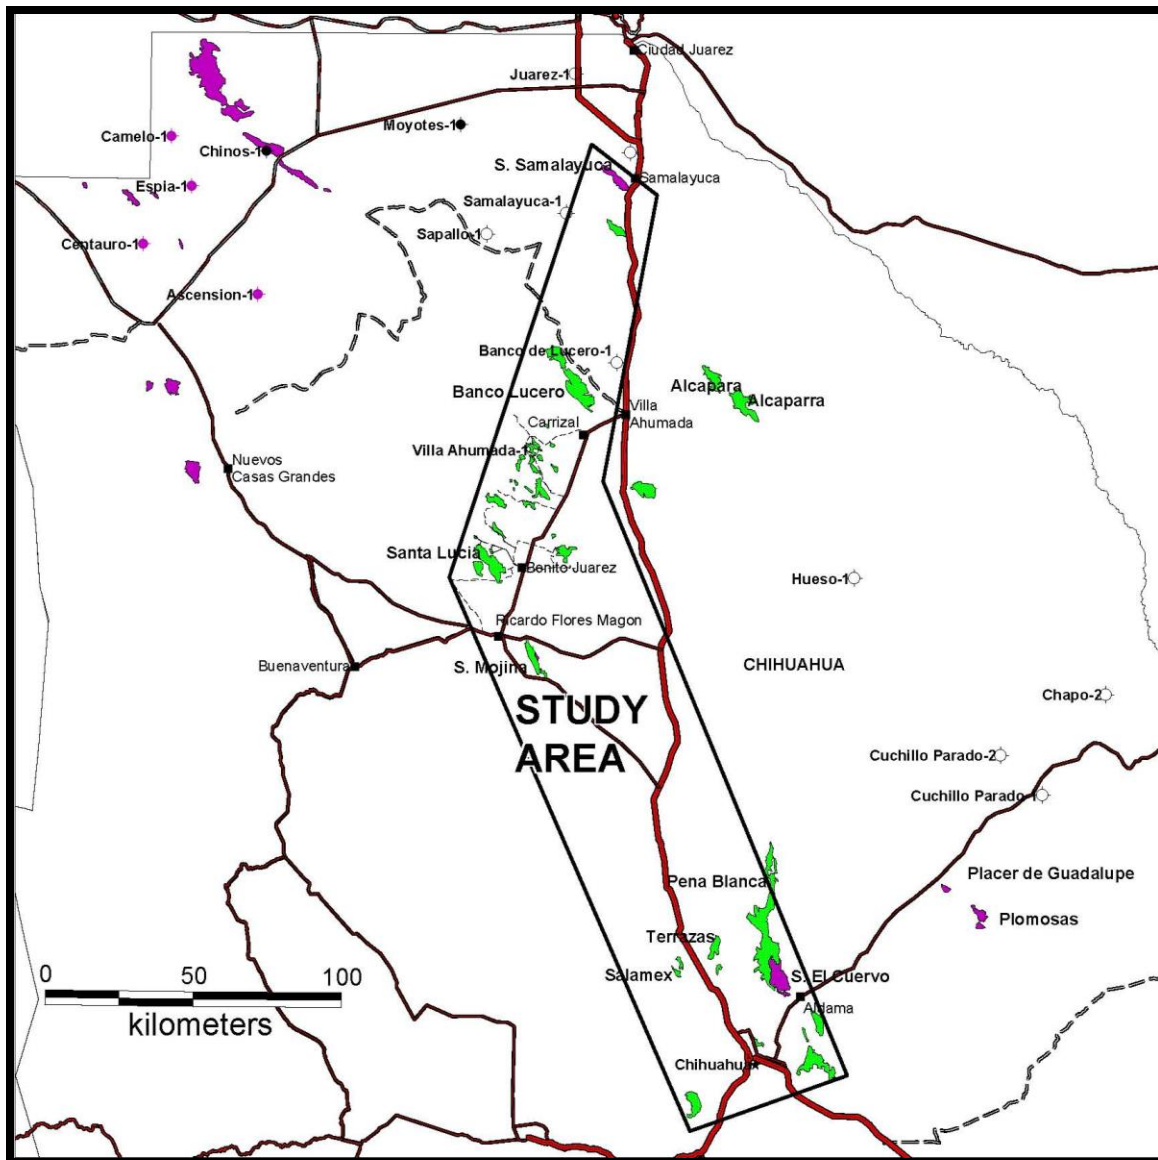 Ciudad Juarez
Juarez-1
Moyotes-1
Camelo-1
Chinos-1
S. Samalayuca
Samalayuca
Espia-1
Samalayuca-1
Sapallo-1
Centauro-1
Ascension-1
Banco de Lucero-1
Banco Lucero
Alcapara
Alcaparra
Villa
Ahumada
Carrizal
Villa Ahumada-1
Nuevos
Casas Grandes
Santa Lucia
Benito Juarez
Hueso-1
Ricardo Flores Magon
Buenaventura
S. Mojina
CHIHUAHUA
Chapo-2
STUDY
AREA
Cuchillo Parado-2
Cuchillo Parado-1
Pena Blanca
Placer de Guadalupe
Plomosas
Terrazas
Salamex
S. El Cuervo
0 50 100
kilometers
Aldama
Chihuahua